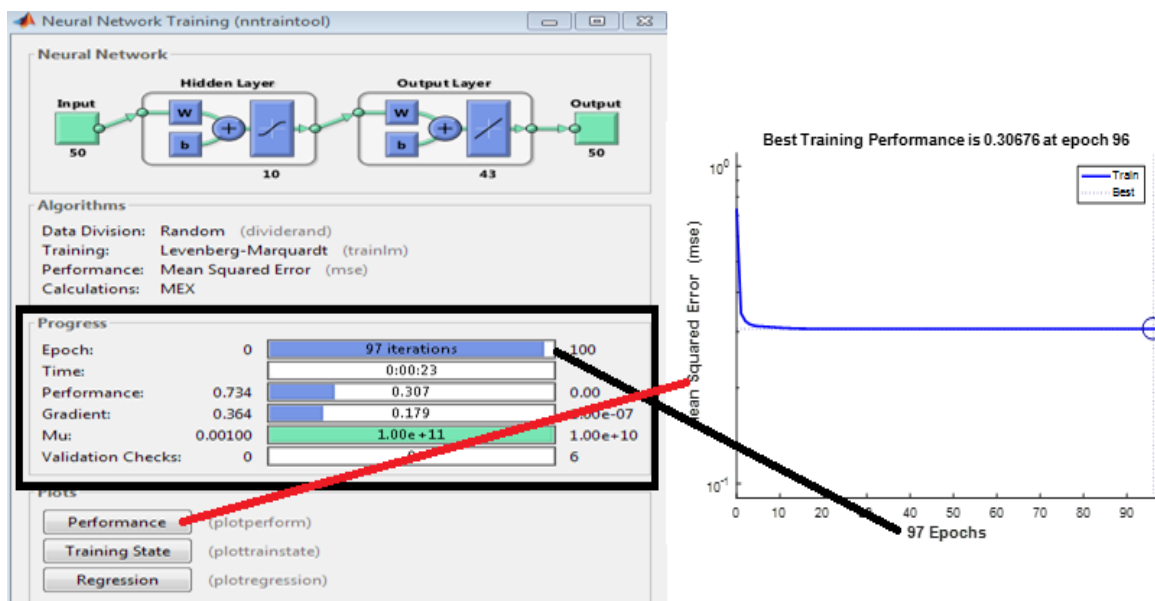 Neural Network Training (nntraintool)
Neural Network
Hidden Layer
Output Layer
Input
Output
W
b
W
b
50
10
43
50
Algorithms
Data Division: Random (dividerand)
Training: Levenberg-Marquardt (trainlm)
Performance: Mean Squared Error (mse)
Calculations: MEX
Progress
Epoch: 0 97 iterations 100
Time: 0:00:23
Performance: 0.734 0.307 0.00
Gradient: 0.364 0.179
Mu: 0.00100 1.00e+11 1.00e+10
Validation Checks: 0 6
Plots
Performance (plotperform)
Training State (plottrainstate)
Regression (plotregression)
Best Training Performance is 0.30676 at epoch 96
Train
Best
Mean Squared Error (mse)
10^0
10^-1
0 10 20 30 40 50 60 70 80 90
97 Epochs